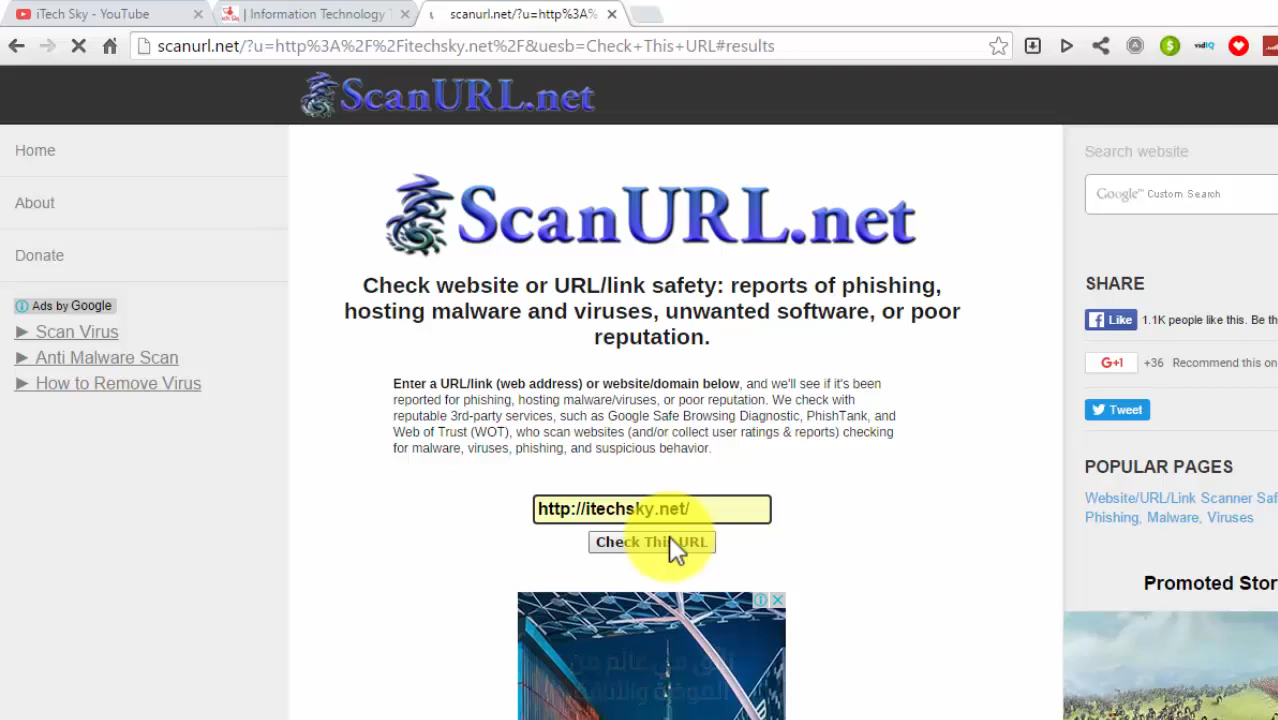 iTech Sky - YouTube
| Information Technology T
scanurl.net/?u=http%3A%
scanurl.net/?u=http%3A%2F%2Fitechsky.net%2F&uesb=Check+This+URL#results
vidIQ
ScanURL.net
Home
About
Donate
Ads by Google
► Scan Virus
► Anti Malware Scan
► How to Remove Virus
ScanURL.net
Check website or URL/link safety: reports of phishing,
hosting malware and viruses, unwanted software, or poor
reputation.
Enter a URL/link (web address) or website/domain below, and we'll see if it's been
reported for phishing, hosting malware/viruses, or poor reputation. We check with
reputable 3rd-party services, such as Google Safe Browsing Diagnostic, PhishTank, and
Web of Trust (WOT), who scan websites (and/or collect user ratings & reports) checking
for malware, viruses, phishing, and suspicious behavior.
http://itechsky.net/
Check This URL
Search website
Google™ Custom Search
SHARE
Like
1.1K people like this. Be th
G+1
+36 Recommend this on
Tweet
POPULAR PAGES
Website/URL/Link Scanner Saf
Phishing, Malware, Viruses
Promoted Stor